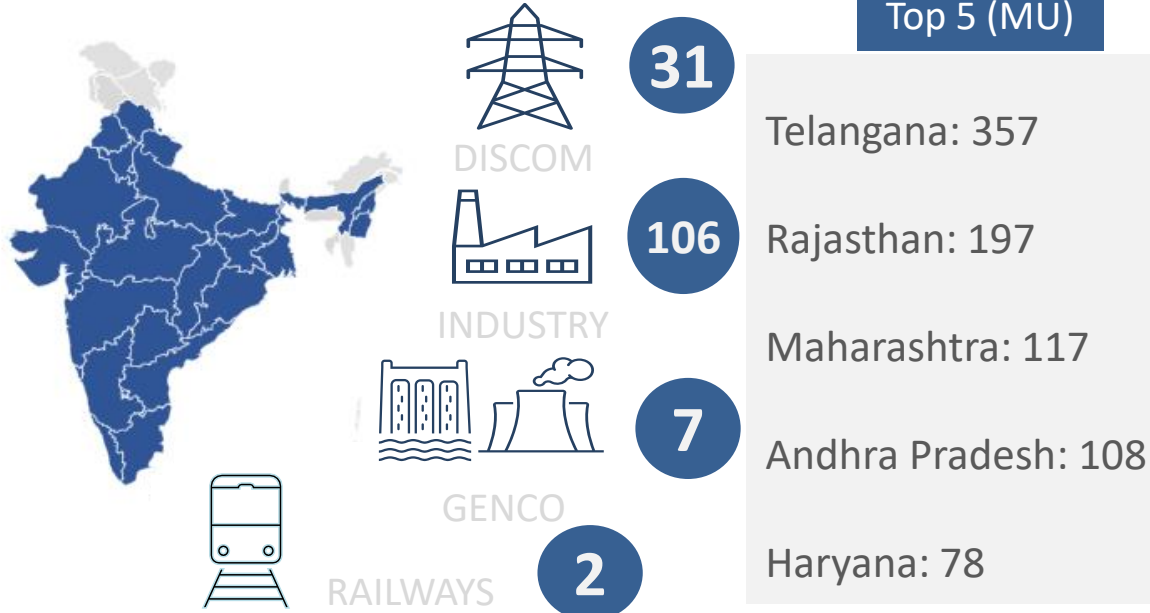 31
DISCOM
106
INDUSTRY
7
GENCO
2
RAILWAYS
Top 5 (MU)
Telangana: 357
Rajasthan: 197
Maharashtra: 117
Andhra Pradesh: 108
Haryana: 78